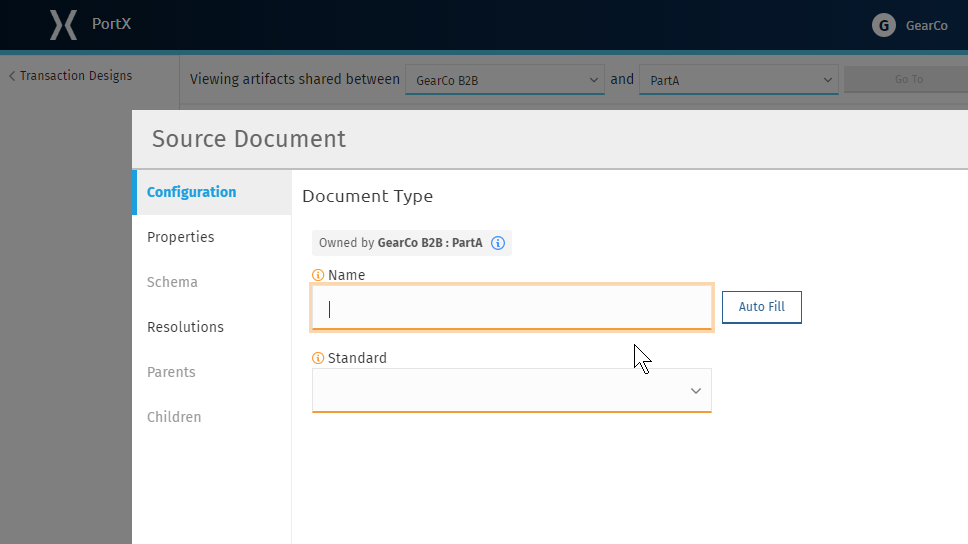 PortX
G GearCo
Transaction Designs
Viewing artifacts shared between GearCo B2B and PartA Go To
Source Document
Configuration
Properties
Schema
Resolutions
Parents
Children
Document Type
Owned by GearCo B2B : PartA
Name
Auto Fill
Standard